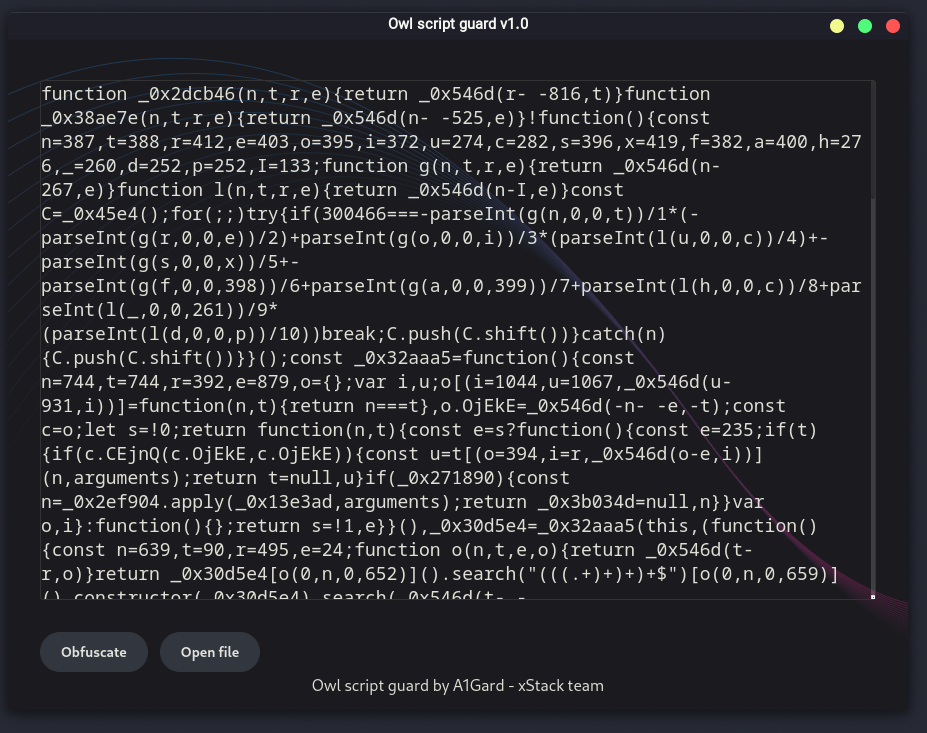 Owl script guard v1.0
function _0x2dcb46(n,t,r,e){return _0x546d(r- -816,t)}function
_0x38ae7e(n,t,r,e){return _0x546d(n- -525,e)}!function(){const
n=387,t=388,r=412,e=403,o=395,i=372,u=274,c=282,s=396,x=419,f=382,a=400,h=27
6,_=260,d=252,p=252,I=133;function g(n,t,r,e){return _0x546d(n-
267,e)}function l(n,t,r,e){return _0x546d(n-I,e)}const
C=_0x45e4();for(;;)try{if(300466===-parseInt(g(n,0,0,t))/1*(-
parseInt(g(r,0,0,e))/2)+parseInt(g(o,0,0,i))/3*(parseInt(l(u,0,0,c))/4)+-
parseInt(g(s,0,0,x))/5+-
parseInt(g(f,0,0,398))/6+parseInt(g(a,0,0,399))/7+parseInt(l(h,0,0,c))/8+par
seInt(l(_,0,0,261))/9*
(parseInt(l(d,0,0,p))/10))break;C.push(C.shift())}catch(n)
{C.push(C.shift())}}();const _0x32aaa5=function(){const
n=744,t=744,r=392,e=879,o={};var i,u;o[(i=1044,u=1067,_0x546d(u-
931,i))]=function(n,t){return n===t},o.OjEkE=_0x546d(-n- -e,-t);const
c=o;let s=!0;return function(n,t){const e=s?function(){const e=235;if(t)
{if(c.CEjnQ(c.OjEkE,c.OjEkE)){const u=t[(o=394,i=r,_0x546d(o-e,i))]
(n,arguments);return t=null,u}if(_0x271890){const
n=_0x2ef904.apply(_0x13e3ad,arguments);return _0x3b034d=null,n}}var
o,i}:function(){};return s=!1,e}}(),_0x30d5e4=_0x32aaa5(this,(function()
{const n=639,t=90,r=495,e=24;function o(n,t,e,o){return _0x546d(t-
r,o)}return _0x30d5e4[o(0,n,0,652)]().search("(((.+)+)+)+$")[o(0,n,0,659)]
().constructor(_0x30d5e4).search(_0x546d(t- -
Obfuscate
Open file
Owl script guard by A1Gard - xStack team